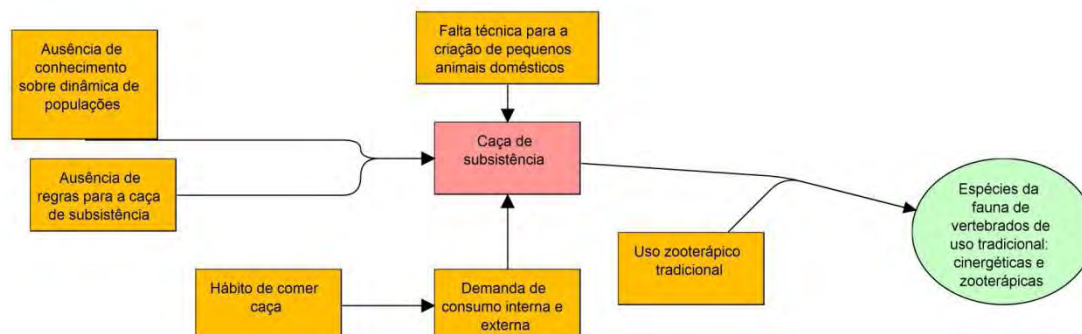 Ausência de
conhecimento
sobre dinâmica de
populações
Falta técnica para a
criação de pequenos
animais domésticos
Caça de
subsistência
Ausência de
regras para a caça
de subsistência
Espécies da
fauna de
vertebrados de
uso tradicional:
cinergéticas e
zooterápicas
Uso zooterápico
tradicional
Hábito de comer
caça
Demanda de
consumo interna e
externa